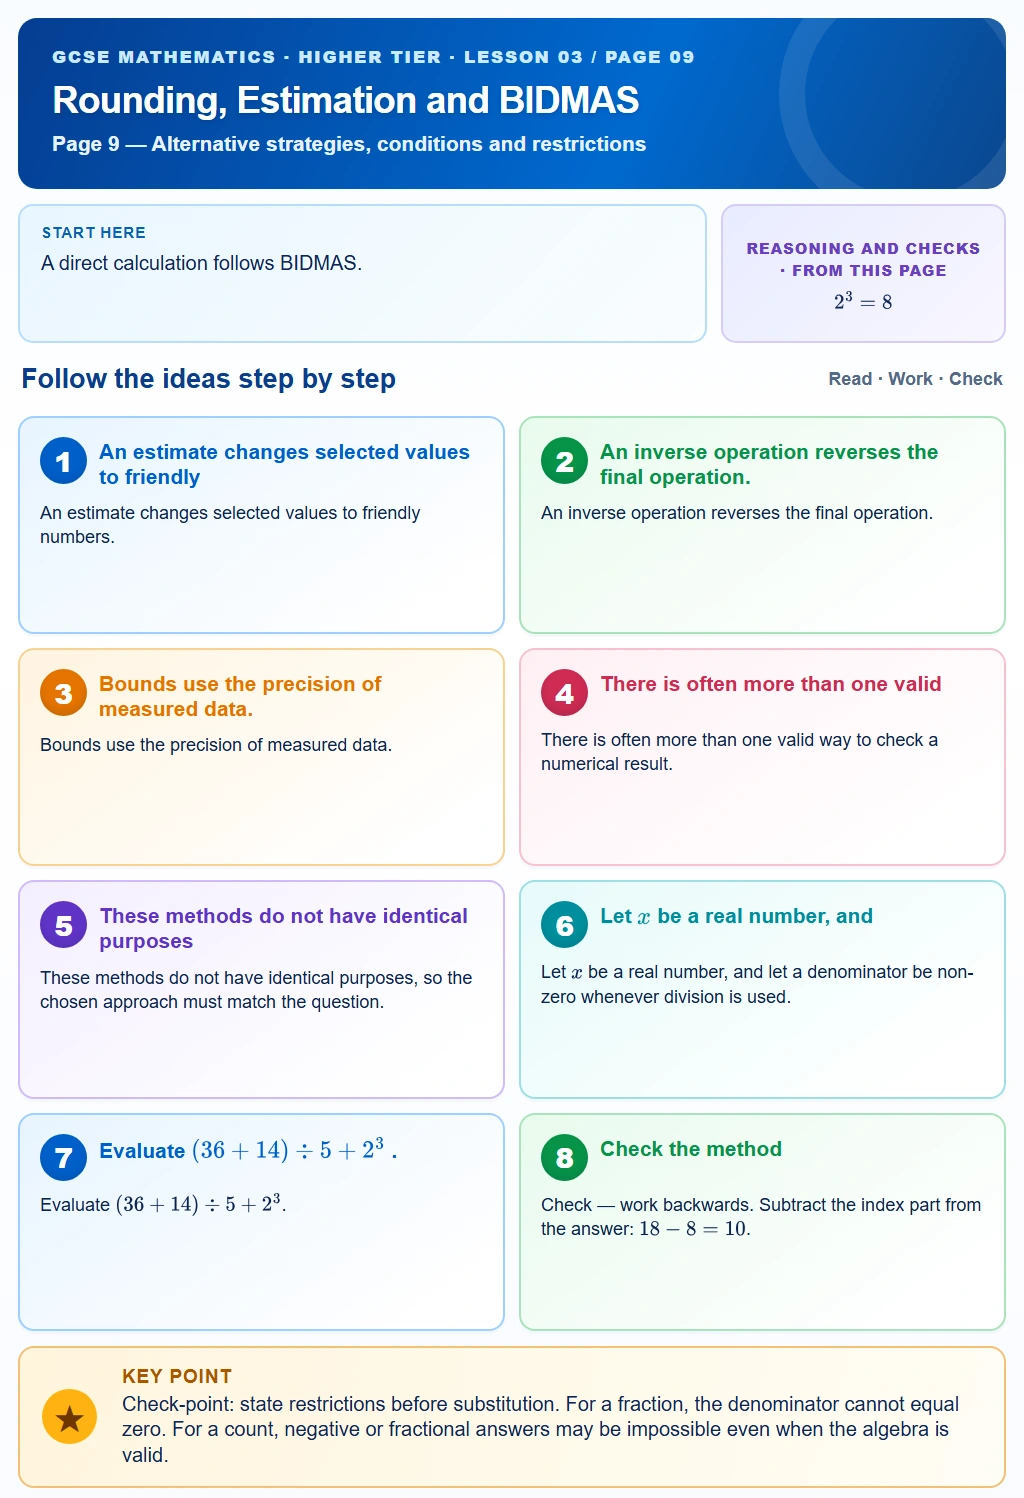 GCSE MATHEMATICS · HIGHER TIER · LESSON 03 / PAGE 09
Rounding, Estimation and BIDMAS
Page 9 — Alternative strategies, conditions and restrictions
START HERE
A direct calculation follows BIDMAS.
REASONING AND CHECKS
· FROM THIS PAGE
2³ = 8
Follow the ideas step by step
Read · Work · Check
1
An estimate changes selected values
to friendly
An estimate changes selected values to friendly
numbers.
2
An inverse operation reverses the
final operation.
An inverse operation reverses the final operation.
3
Bounds use the precision of
measured data.
Bounds use the precision of measured data.
4
There is often more than one valid
There is often more than one valid way to check a
numerical result.
5
These methods do not have identical
purposes
These methods do not have identical purposes, so the
chosen approach must match the question.
6
Let x be a real number, and
Let x be a real number, and let a denominator be non-
zero whenever division is used.
7
Evaluate (36 + 14) ÷ 5 + 2³ .
Evaluate (36 + 14) ÷ 5 + 2³.
8
Check the method
Check — work backwards. Subtract the index part from
the answer: 18 − 8 = 10.
KEY POINT
Check-point: state restrictions before substitution. For a fraction, the denominator cannot equal
zero. For a count, negative or fractional answers may be impossible even when the algebra is
valid.